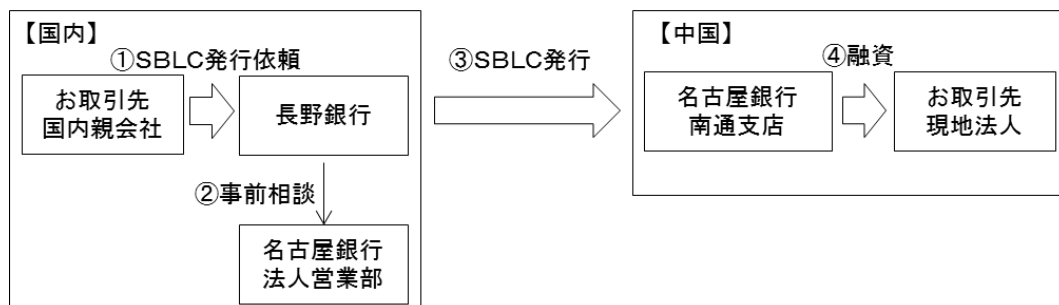 【国内】
①SBLC発行依頼
お取引先
国内親会社
長野銀行
②事前相談
名古屋銀行
法人営業部
③SBLC発行
【中国】
④融資
名古屋銀行
南通支店
お取引先
現地法人